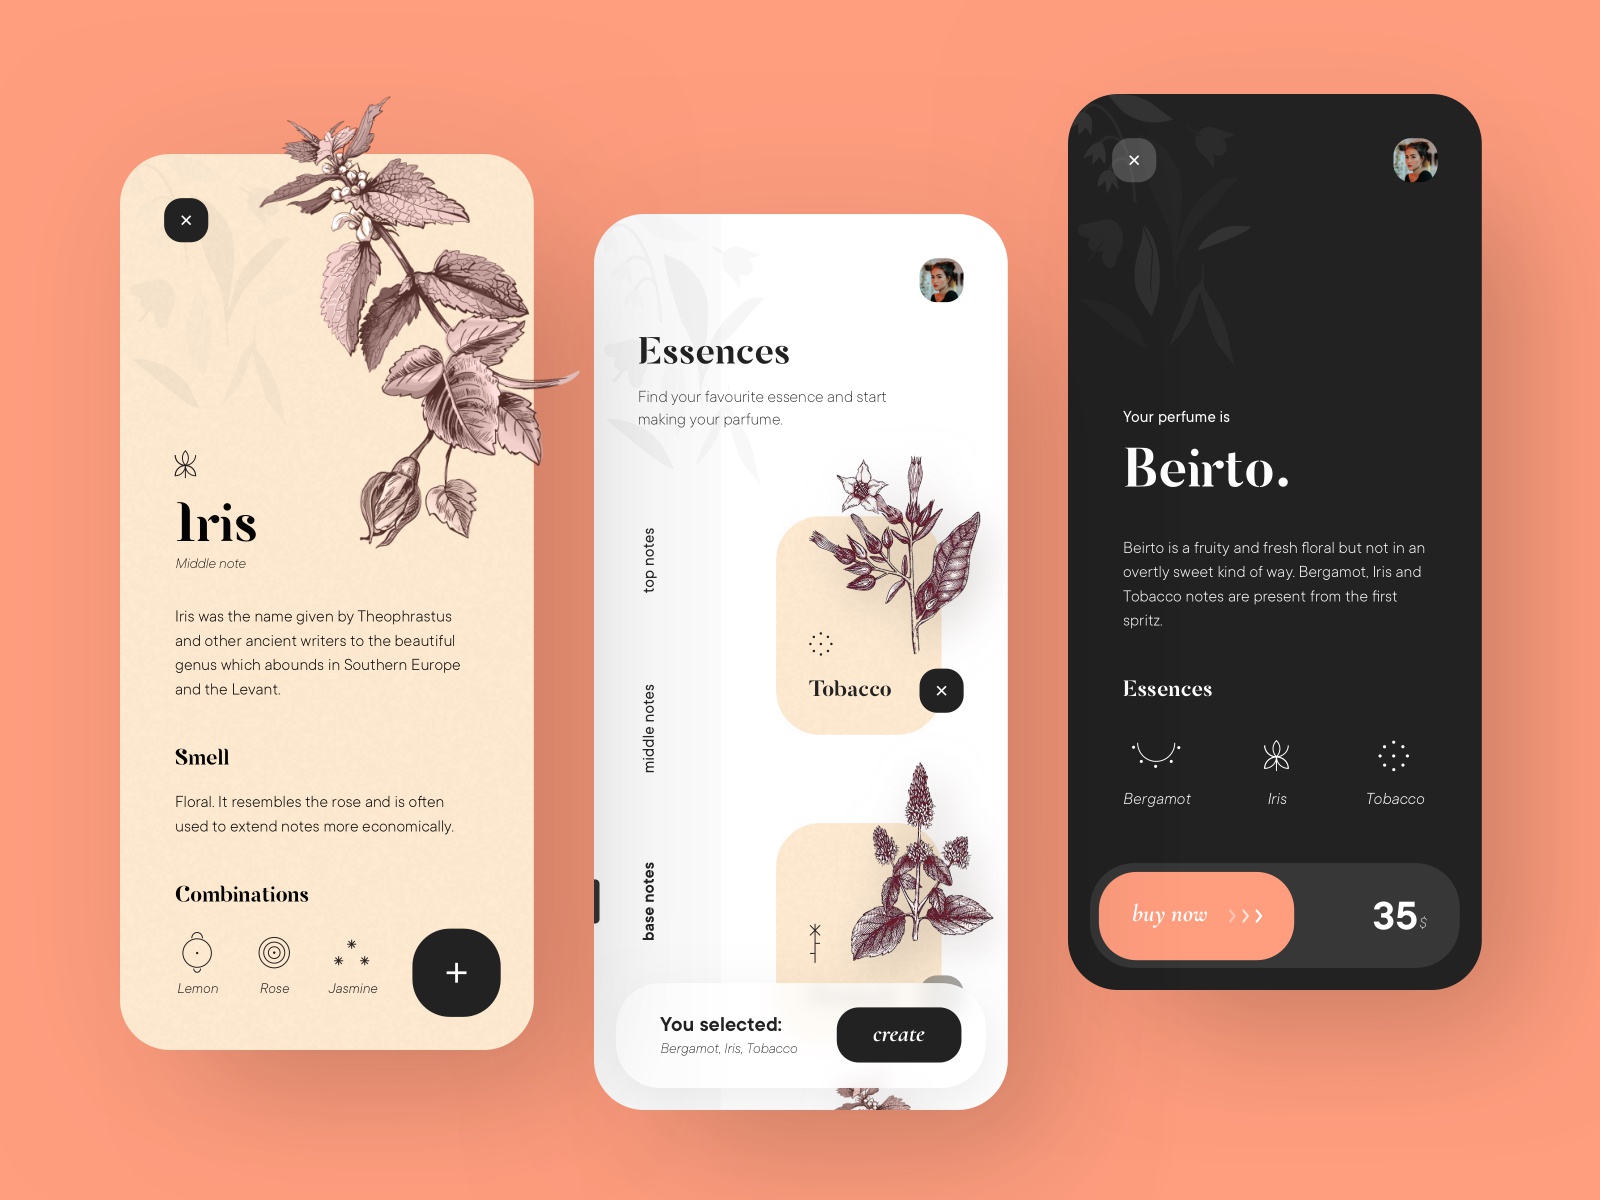 Iris
Middle note
Iris was the name given by Theophrastus
and other ancient writers to the beautiful
genus which abounds in Southern Europe
and the Levant.
Smell
Floral. It resembles the rose and is often
used to extend notes more economically.
Combinations
Lemon
Rose
Jasmine
Essences
Find your favourite essence and start
making your parfume.
top notes
middle notes
base notes
Tobacco
You selected:
Bergamot, Iris, Tobacco
create
Your perfume is
Beirto.
Beirto is a fruity and fresh floral but not in an
overtly sweet kind of way. Bergamot, Iris and
Tobacco notes are present from the first
spritz.
Essences
Bergamot
Iris
Tobacco
buy now
35$